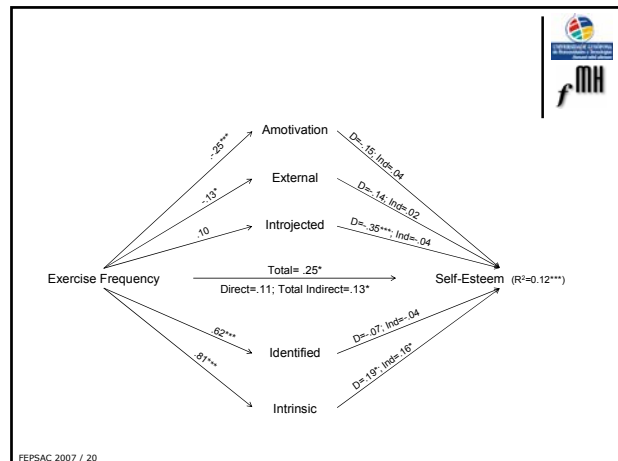 fMH
Amotivation
-.25***
D=-.15; Ind=.04
External
-.13*
D=-.14; Ind=.02
Introjected
.10
D=-.35***; Ind=-.04
Exercise Frequency
Total= .25*
Direct=.11; Total Indirect=.13*
Self-Esteem (R²=0.12***)
.62***
Identified
D=-.07; Ind=-.04
.81***
Intrinsic
D=.19*; Ind=.16*
FEPSAC 2007 / 20